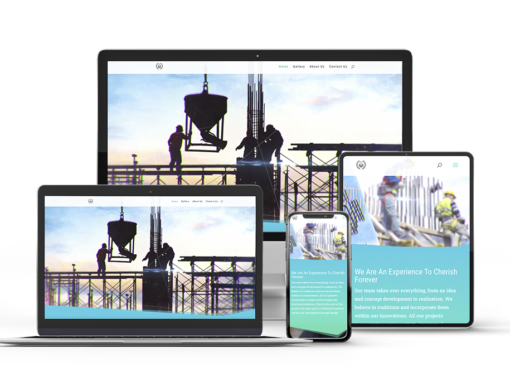 Home Gallery About Us Contact Us
Home Gallery About Us Contact Us
We Are An Experience To Cherish
Forever
Our team takes over everything, from an idea
and concept development to realization. We
believe in traditions and incorporate them
within our innovations. All our projects
We Are An Experience To Cherish
Forever